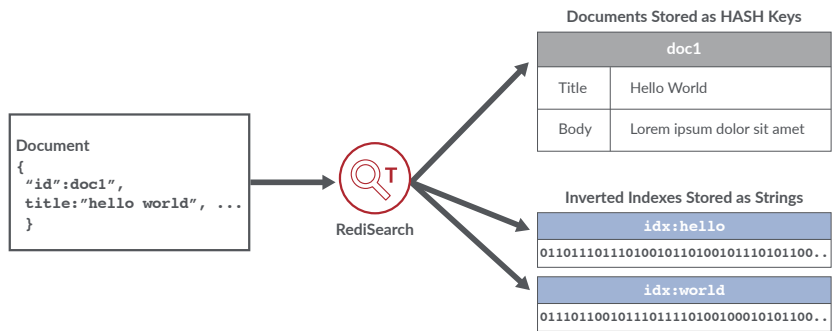 Documents Stored as HASH Keys
doc1
Title Hello World
Body Lorem ipsum dolor sit amet
Document
{
“id”:doc1”,
title:”hello world”, ...
}
T
RediSearch
Inverted Indexes Stored as Strings
idx:hello
0110111011101001011010010111010110 0..
idx:world
0111011001011101111010010001010110 0..